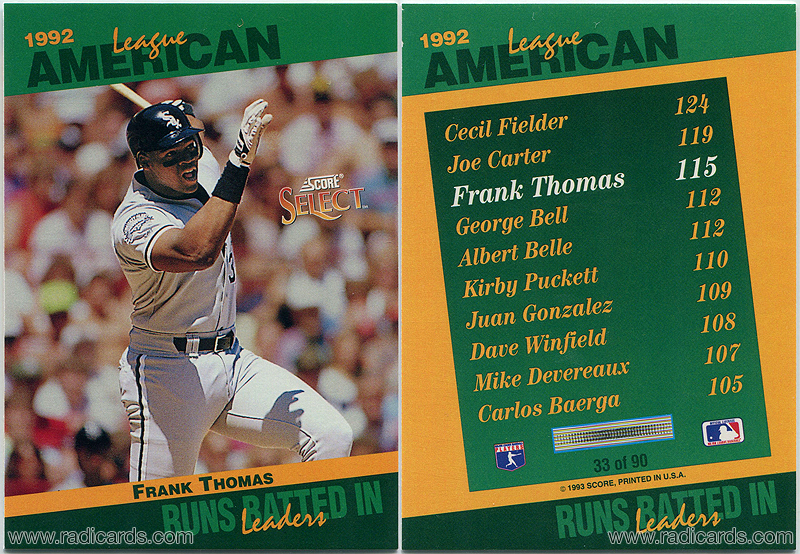 1992 League
AMERICAN
SOX
SCORE®
SELECT™
FRANK THOMAS
RUNS BATTED IN
Leaders
www.radicards.com
1992 League
AMERICAN
Cecil Fielder 124
Joe Carter 119
Frank Thomas 115
George Bell 112
Albert Belle 112
Kirby Puckett 110
Juan Gonzalez 109
Dave Winfield 108
Mike Devereaux 107
Carlos Baerga 105
PLAYERS
33 of 90
© 1993 SCORE, PRINTED IN U.S.A.
RUNS BATTED IN
Leaders
www.radicards.com